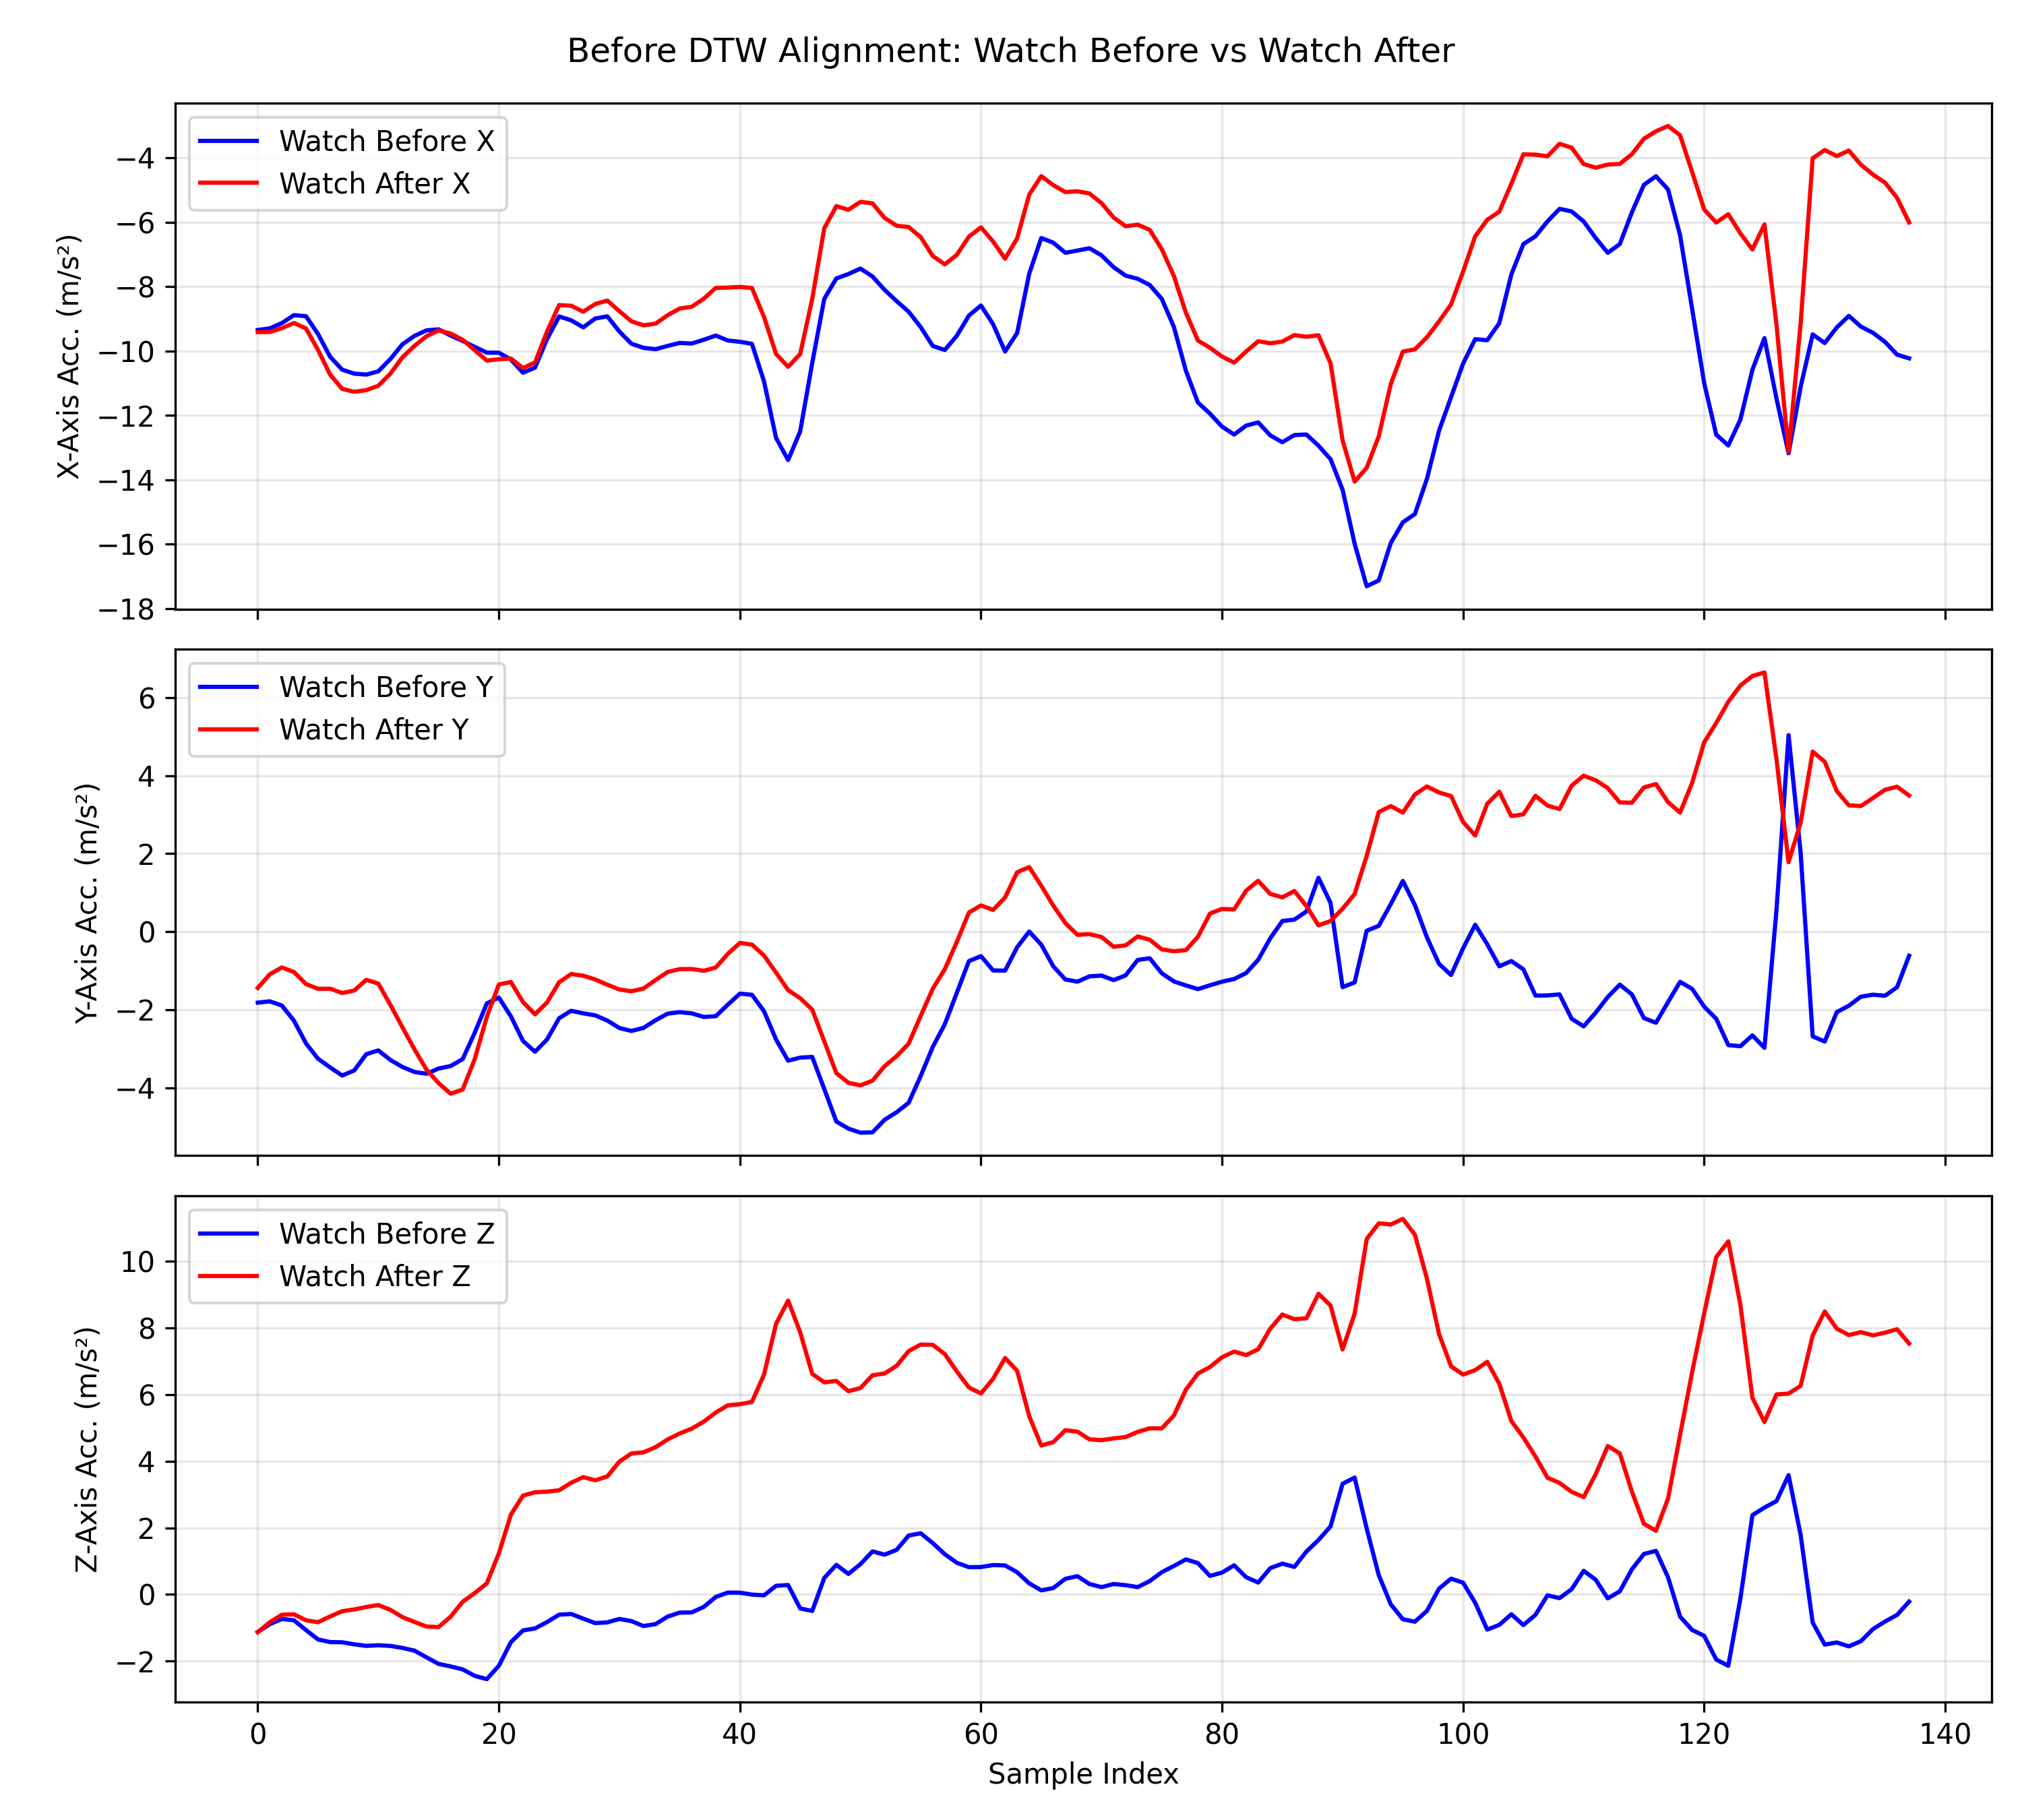 Before DTW Alignment: Watch Before vs Watch After
Watch Before X
Watch After X
X-Axis Acc. (m/s²)
−4
−6
−8
−10
−12
−14
−16
−18
Watch Before Y
Watch After Y
Y-Axis Acc. (m/s²)
6
4
2
0
−2
−4
Watch Before Z
Watch After Z
Z-Axis Acc. (m/s²)
10
8
6
4
2
0
−2
0 20 40 60 80 100 120 140
Sample Index